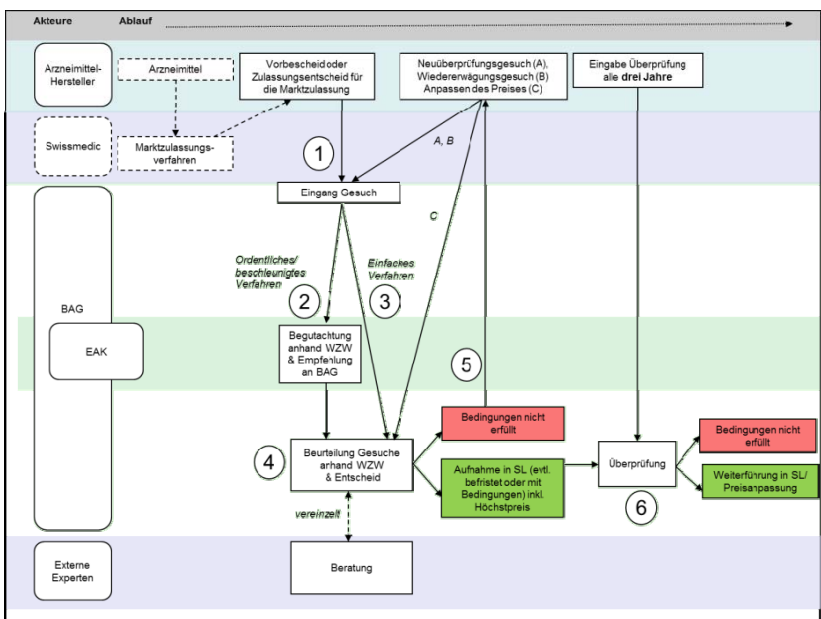 Akteure
Ablauf
Arzneimittel-
Hersteller
Arzneimittel
Vorbescheid oder
Zulassungsentscheid für
die Marktzulassung
Neuüberprüfungsgesuch (A),
Wiedererwägungsgesuch (B)
Anpassen des Preises (C)
Eingabe Überprüfung
alle drei Jahre
Swissmedic
Marktzulassungs-
verfahren
1
A, B
Eingang Gesuch
C
Ordentliches/
beschleunigtes
Verfahren
Einfaches
Verfahren
2
3
BAG
EAK
Begutachtung
anhand WZW
& Empfehlung
an BAG
5
4
Beurteilung Gesuche
anhand WZW
& Entscheid
Bedingungen nicht
erfüllt
Aufnahme in SL (evtl.
befristet oder mit
Bedingungen) inkl.
Höchstpreis
Überprüfung
6
Bedingungen nicht
erfüllt
Weiterführung in SL/
Preisanpassung
vereinzelt
Externe
Experten
Beratung